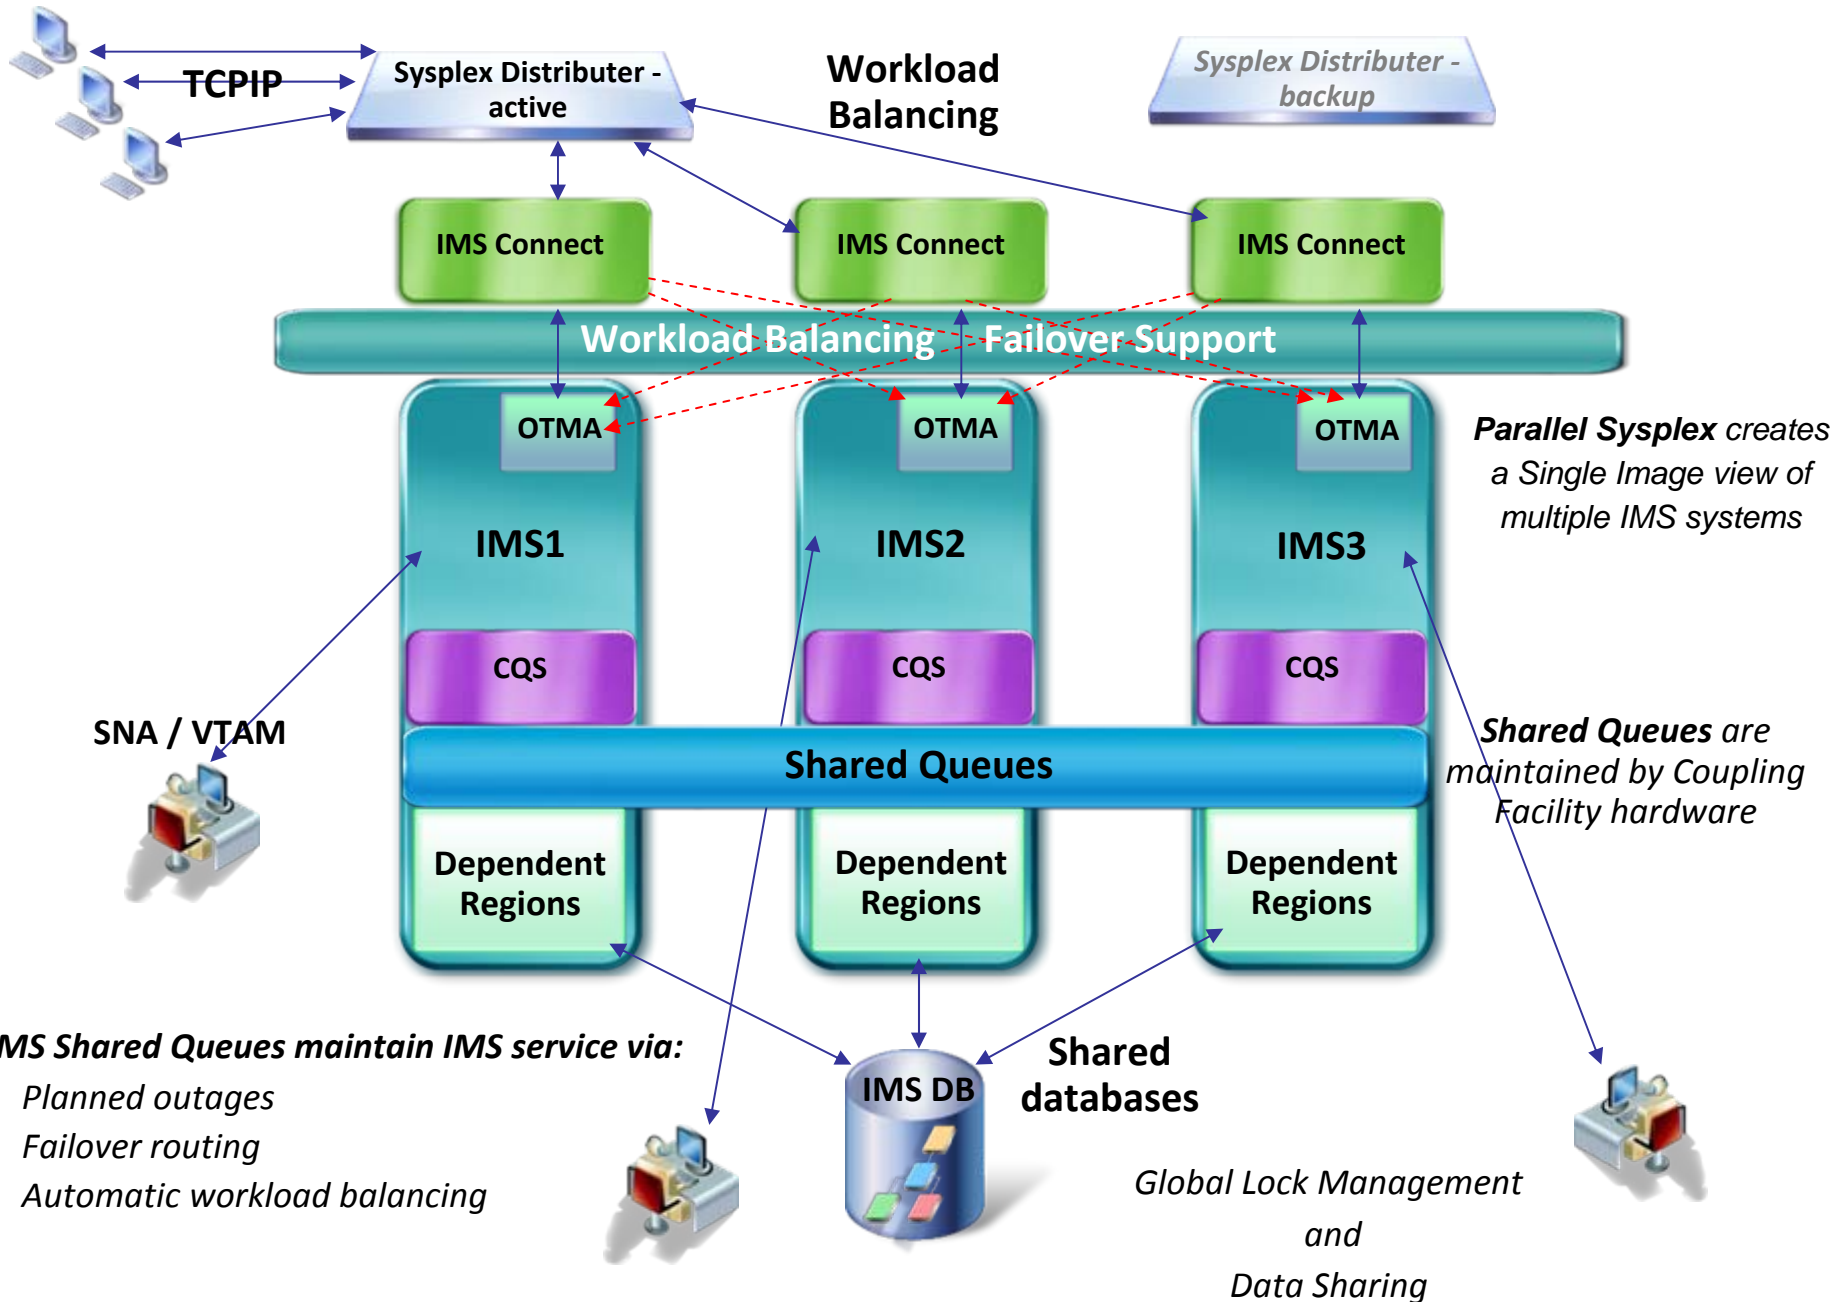 TCPIP
Sysplex Distributer -
active
Workload
Balancing
Sysplex Distributer -
backup
IMS Connect
IMS Connect
IMS Connect
Workload Balancing
Failover Support
OTMA
OTMA
OTMA
Parallel Sysplex creates
a Single Image view of
multiple IMS systems
IMS1
IMS2
IMS3
CQS
CQS
CQS
SNA / VTAM
Shared Queues
Shared Queues are
maintained by Coupling
Facility hardware
Dependent
Regions
Dependent
Regions
Dependent
Regions
MS Shared Queues maintain IMS service via:
Planned outages
Failover routing
Automatic workload balancing
IMS DB
Shared
databases
Global Lock Management
and
Data Sharing